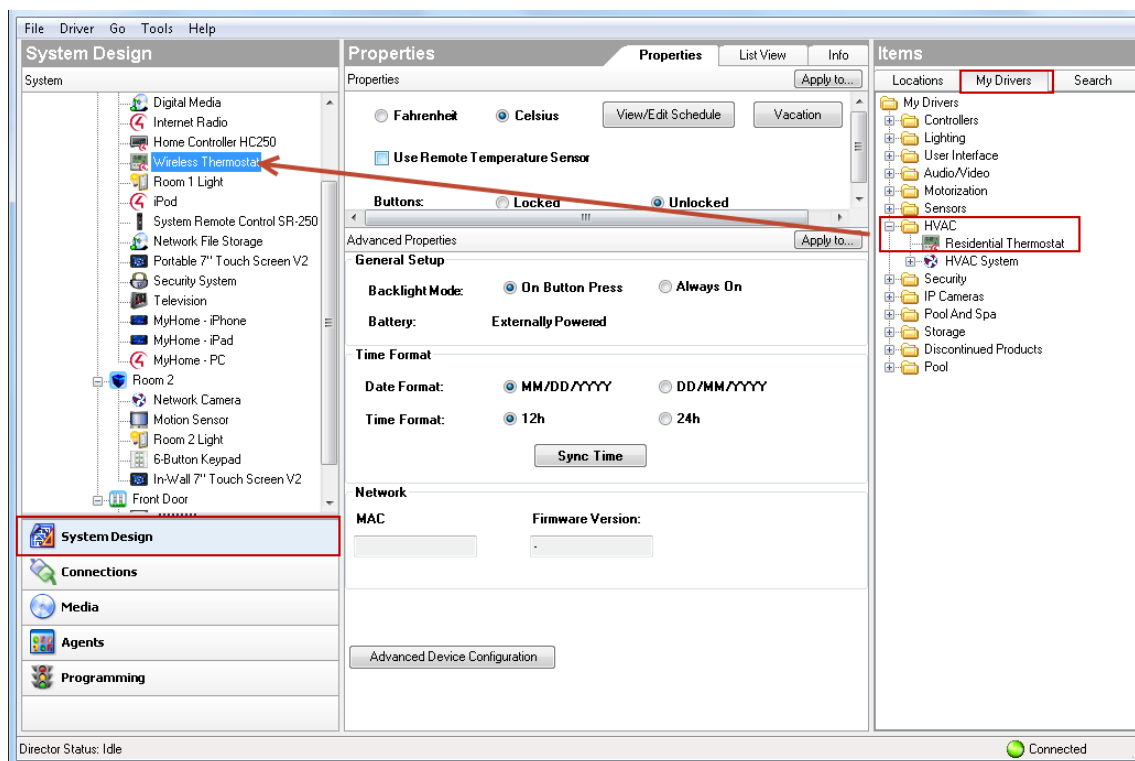 File Driver Go Tools Help
System Design
System
Digital Media
Internet Radio
Home Controller HC250
Wireless Thermostat
Room 1 Light
iPod
System Remote Control SR-250
Network File Storage
Portable 7" Touch Screen V2
Security System
Television
MyHome - iPhone
MyHome - iPad
MyHome - PC
Room 2
Network Camera
Motion Sensor
Room 2 Light
6-Button Keypad
In-Wall 7" Touch Screen V2
Front Door
System Design
Connections
Media
Agents
Programming
Properties
Properties List View Info
Properties Apply to...
Fahrenheit Celsius View/Edit Schedule Vacation
Use Remote Temperature Sensor
Buttons: Locked Unlocked
Advanced Properties Apply to...
General Setup
Backlight Mode: On Button Press Always On
Battery: Externally Powered
Time Format
Date Format: MM/DD/YYYY DD/MM/YYYY
Time Format: 12h 24h
Sync Time
Network
MAC Firmware Version:
-
Advanced Device Configuration
Items
Locations My Drivers Search
My Drivers
Controllers
Lighting
User Interface
Audio/Video
Motorization
Sensors
HVAC
Residential Thermostat
HVAC System
Security
IP Cameras
Pool And Spa
Storage
Discontinued Products
Pool
Director Status: Idle
Connected